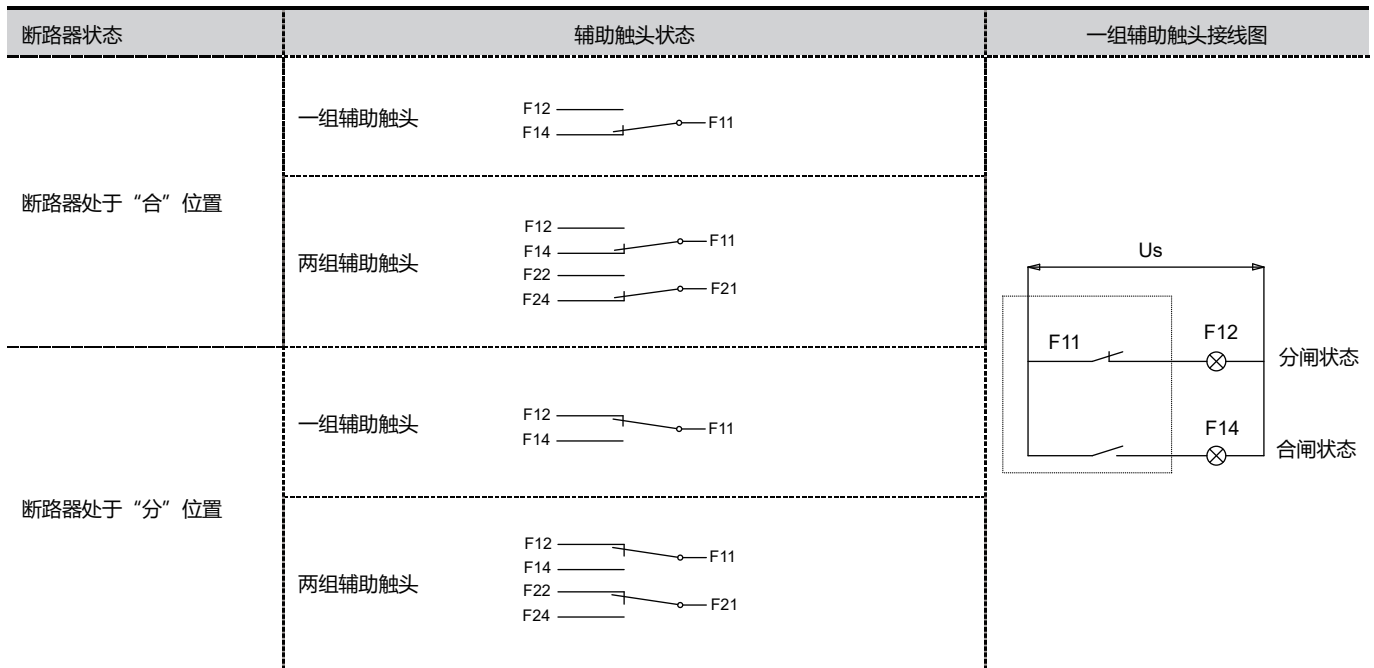 断路器状态
辅助触头状态
一组辅助触头接线图
断路器处于“合”位置
一组辅助触头
F12
F14
F11
两组辅助触头
F12
F14
F11
F22
F24
F21
断路器处于“分”位置
一组辅助触头
F12
F14
F11
两组辅助触头
F12
F14
F11
F22
F24
F21
Us
F11
F12
分闸状态
F14
合闸状态